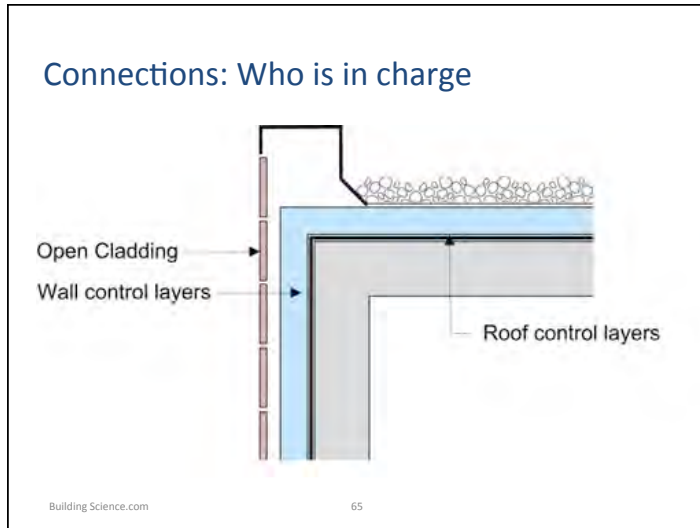 Connections: Who is in charge
Open Cladding
Wall control layers
Roof control layers
Building Science.com
65